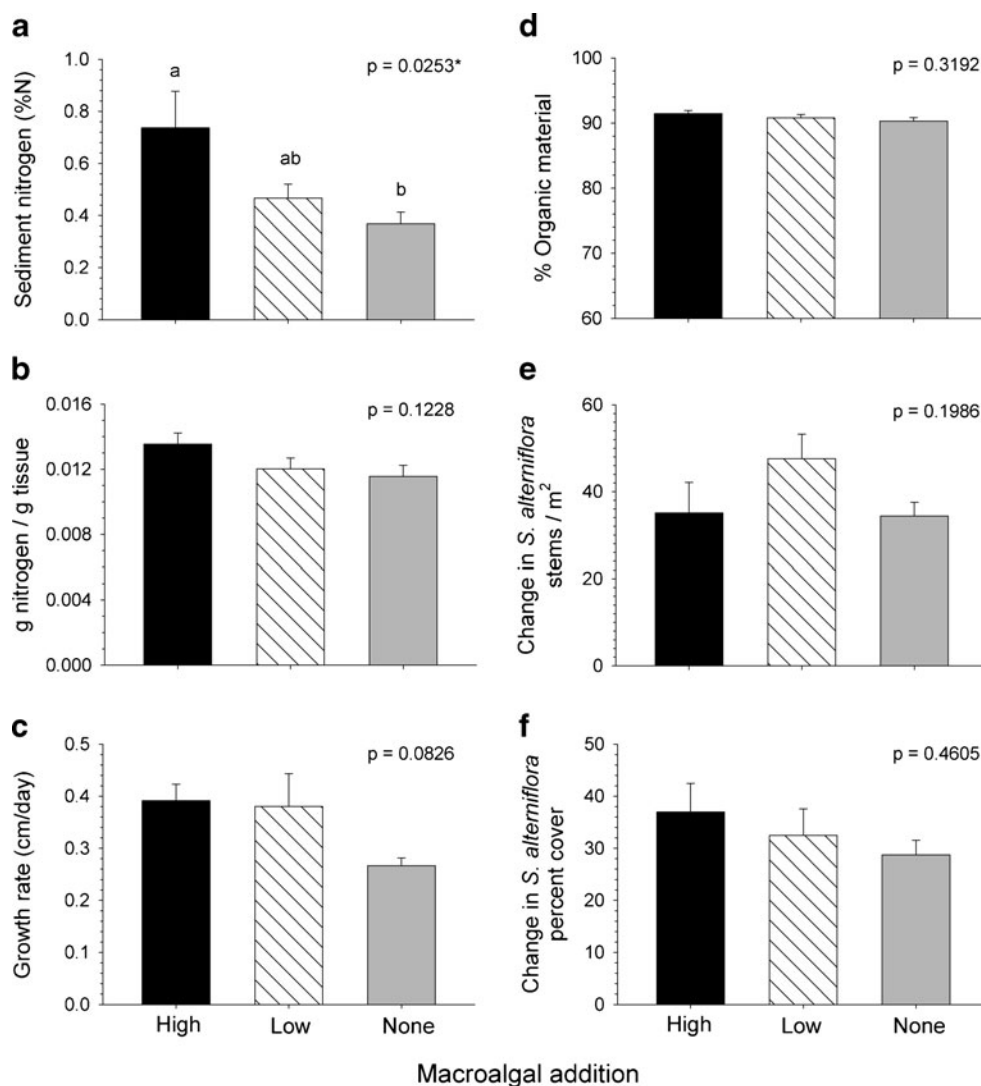 a
Sediment nitrogen (%N)
1.0
0.8
0.6
0.4
0.2
0.0
p = 0.0253*
a
ab
b
b
g nitrogen / g tissue
0.016
0.012
0.008
0.004
0.000
p = 0.1228
c
Growth rate (cm/day)
0.5
0.4
0.3
0.2
0.1
0.0
p = 0.0826
High Low None
d
% Organic material
100
90
80
70
60
p = 0.3192
e
Change in S. alterniflora
stems / m²
60
40
20
0
p = 0.1986
f
Change in S. alterniflora
percent cover
50
40
30
20
10
0
p = 0.4605
High Low None
Macroalgal addition